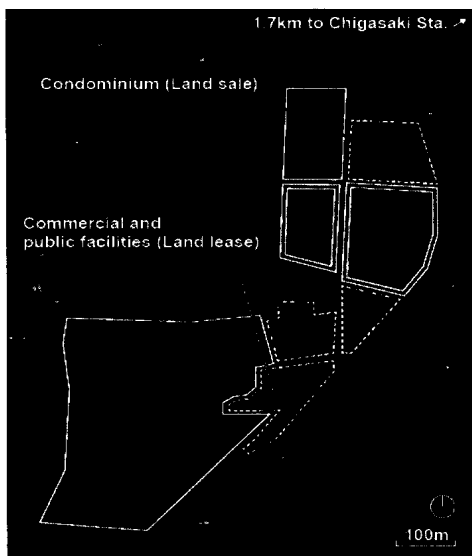 1.7km to Chigasaki Sta.
Condominium (Land sale)
Commercial and
public facilities (Land lease)
100m